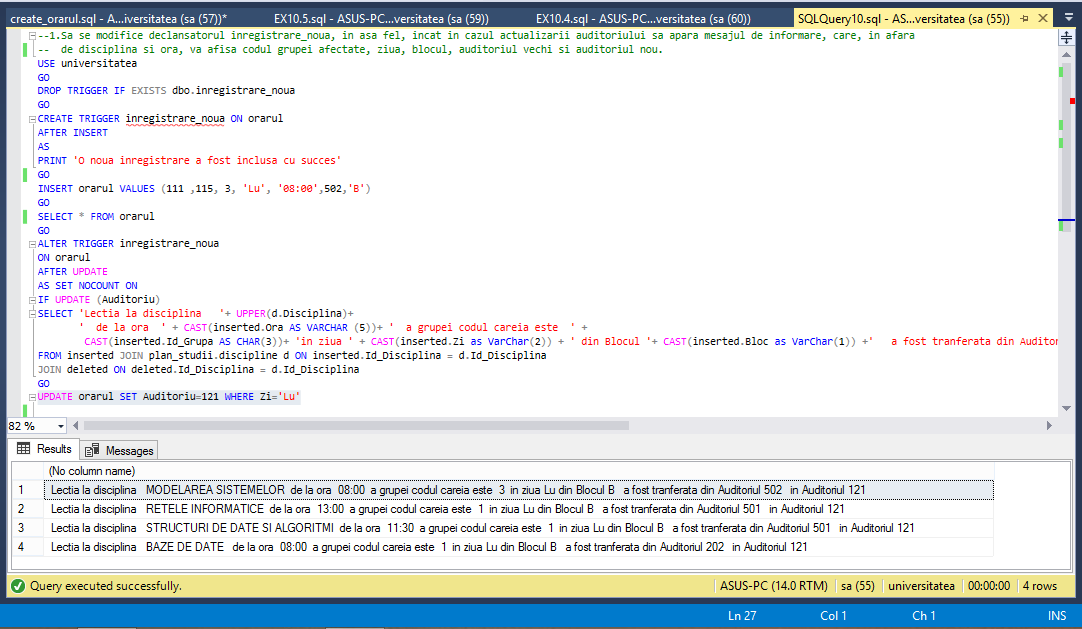 create_orarul.sql - A...iversitatea (sa (57))*
EX10.5.sql - ASUS-PC...versitatea (sa (59))
EX10.4.sql - ASUS-PC...versitatea (sa (60))
SQLQuery10.sql - AS...versitatea (sa (55))
--1.Sa se modifice declansatorul inregistrare_noua, in asa fel, incat in cazul actualizarii auditoriului sa apara mesajul de informare, care, in afara
-- de disciplina si ora, va afisa codul grupei afectate, ziua, blocul, auditoriul vechi si auditoriul nou.
USE universitatea
GO
DROP TRIGGER IF EXISTS dbo.inregistrare_noua
GO
CREATE TRIGGER inregistrare_noua ON orarul
AFTER INSERT
AS
PRINT 'O noua inregistrare a fost inclusa cu succes'
GO
INSERT orarul VALUES (111 ,115, 3, 'Lu', '08:00',502,'B')
GO
SELECT * FROM orarul
GO
ALTER TRIGGER inregistrare_noua
ON orarul
AFTER UPDATE
AS SET NOCOUNT ON
IF UPDATE (Auditoriu)
SELECT 'Lectia la disciplina   '+ UPPER(d.Disciplina)+
'  de la ora  ' + CAST(inserted.Ora AS VARCHAR (5))+ '  a grupei codul careia este  ' +
CAST(inserted.Id_Grupa AS CHAR(3))+ 'in ziua ' + CAST(inserted.Zi as VarChar(2)) + ' din Blocul '+ CAST(inserted.Bloc as VarChar(1)) +'   a fost tranferata din Auditor
FROM inserted JOIN plan_studii.discipline d ON inserted.Id_Disciplina = d.Id_Disciplina
JOIN deleted ON deleted.Id_Disciplina = d.Id_Disciplina
GO
UPDATE orarul SET Auditoriu=121 WHERE Zi='Lu'
82 %
Results
Messages
(No column name)
1 Lectia la disciplina   MODELAREA SISTEMELOR  de la ora  08:00  a grupei codul careia este  3  in ziua Lu din Blocul B   a fost tranferata din Auditoriul 502   in Auditoriul 121
2 Lectia la disciplina   RETELE INFORMATICE  de la ora  13:00  a grupei codul careia este  1  in ziua Lu din Blocul B   a fost tranferata din Auditoriul 501   in Auditoriul 121
3 Lectia la disciplina   STRUCTURI DE DATE SI ALGORITMI  de la ora  11:30  a grupei codul careia este  1  in ziua Lu din Blocul B   a fost tranferata din Auditoriul 501   in Auditoriul 121
4 Lectia la disciplina   BAZE DE DATE   de la ora  08:00  a grupei codul careia este  1  in ziua Lu din Blocul B   a fost tranferata din Auditoriul 202   in Auditoriul 121
Query executed successfully.
ASUS-PC (14.0 RTM)
sa (55)
universitatea
00:00:00
4 rows
Ln 27
Col 1
Ch 1
INS